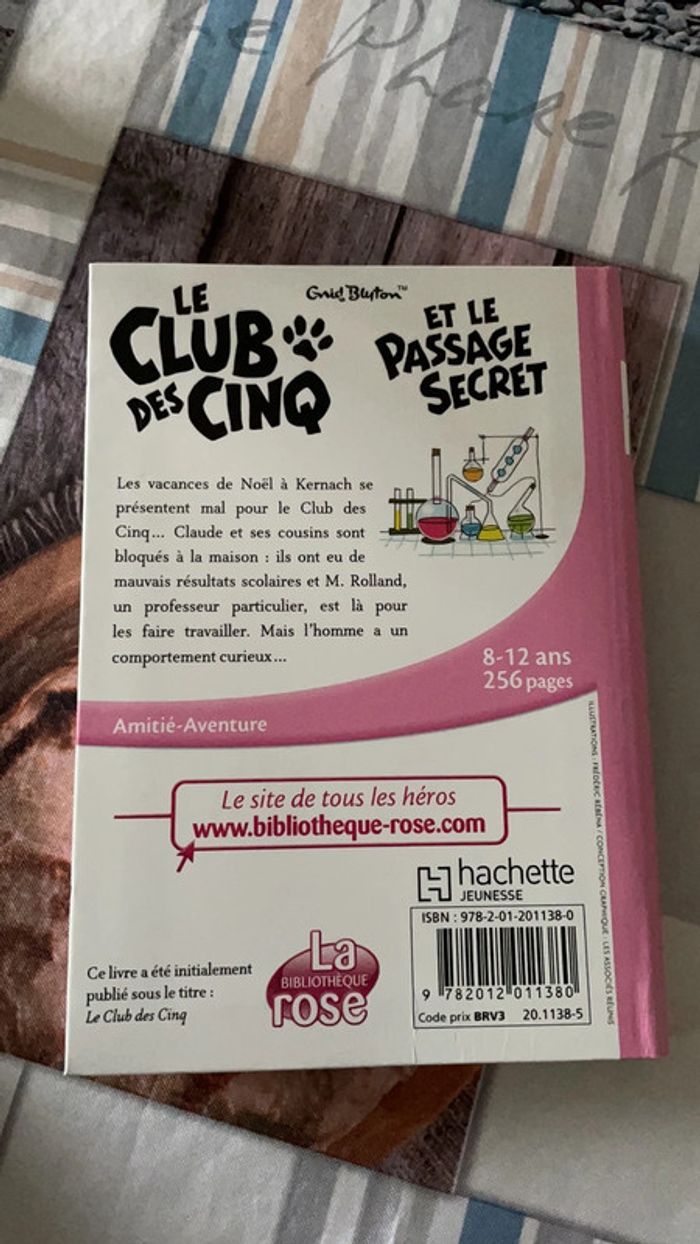 the Phare
LE
CLUB
DES CINQ
Enid Blyton™
ET LE
PASSAGE
SECRET
Les vacances de Noël à Kernach se
présentent mal pour le Club des
Cinq... Claude et ses cousins sont
bloqués à la maison : ils ont eu de
mauvais résultats scolaires et M. Rolland,
un professeur particulier, est là pour
les faire travailler. Mais l'homme a un
comportement curieux...
8-12 ans
256 pages
Amitié-Aventure
ILLUSTRATIONS : FRÉDÉRIC RÉBÉNA / CONCEPTION GRAPHIQUE : LES ASSOCIÉS RÉUNIS
Le site de tous les héros
www.bibliotheque-rose.com
hachette
JEUNESSE
ISBN : 978-2-01-201138-0
9 782012 011380
Code prix BRV3 20.1138-5
Ce livre a été initialement
publié sous le titre :
Le Club des Cinq
La
BIBLIOTHÈQUE
rose